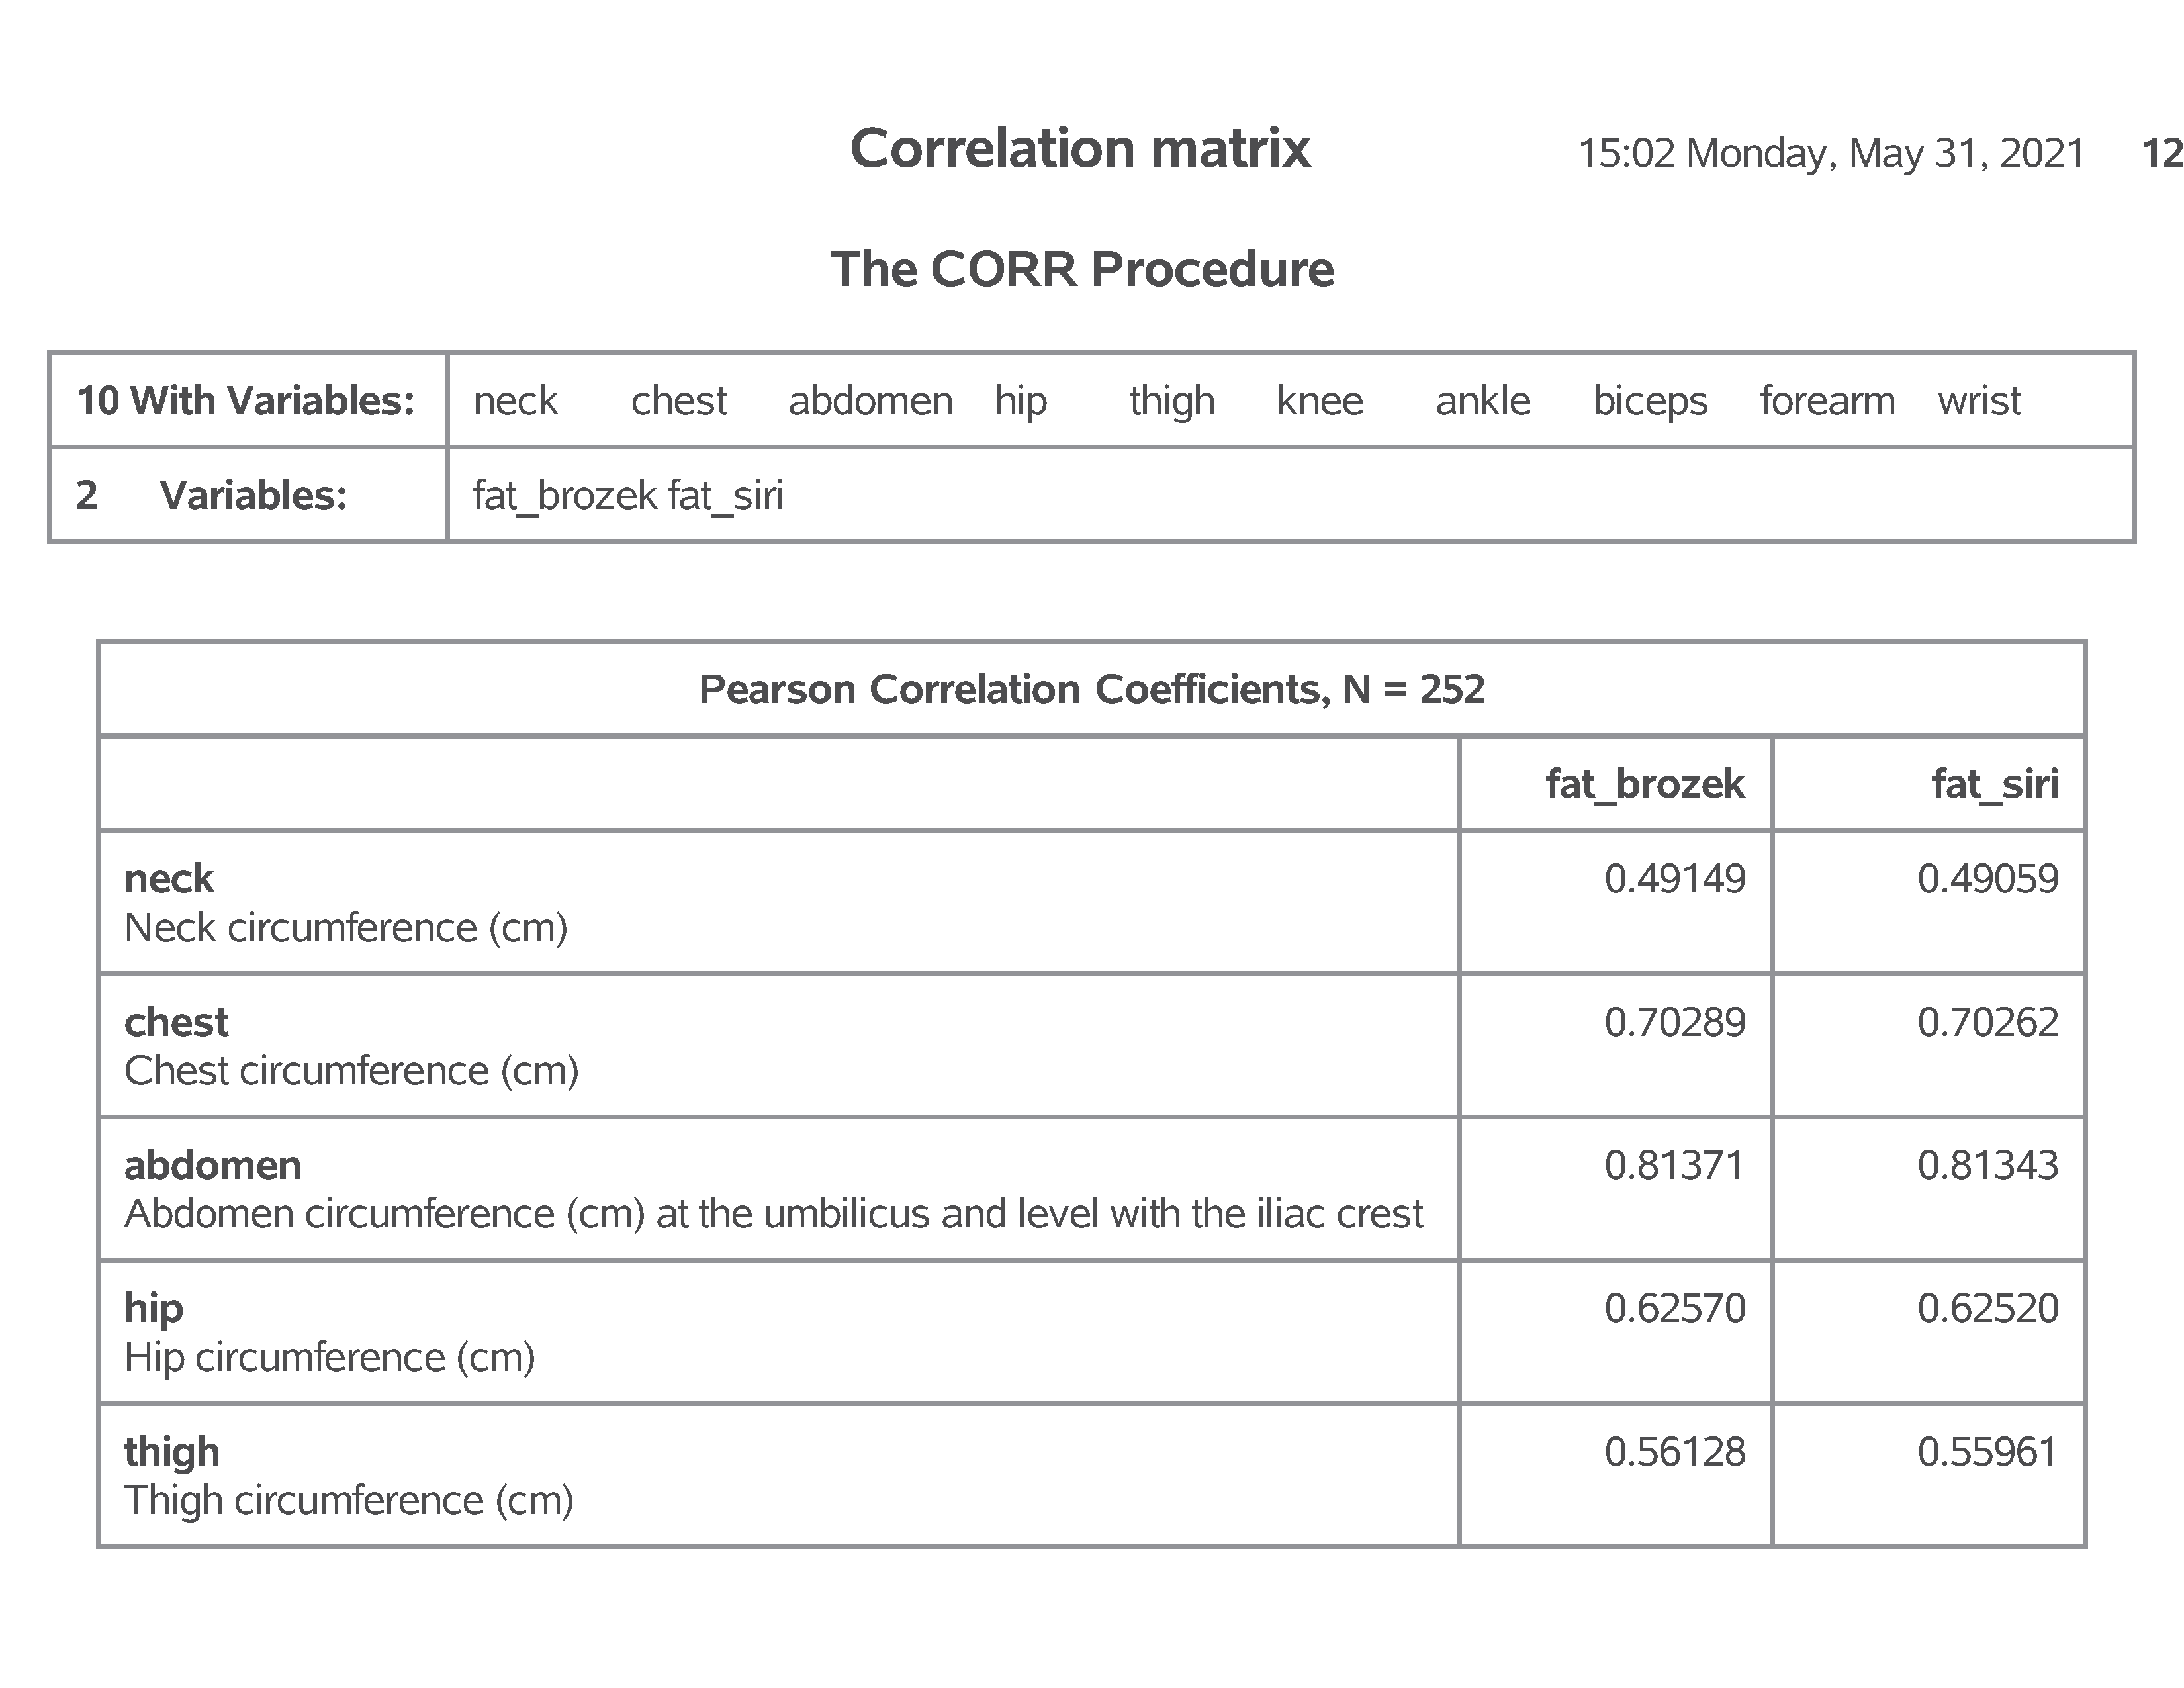 Correlation matrix 15:02 Monday, May 31, 2021 12
The CORR Procedure
10 With Variables: neck chest abdomen hip thigh knee ankle biceps forearm wrist
2 Variables: fat_brozek fat_siri
Pearson Correlation Coefficients, N = 252
fat_brozek fat_siri
neck 0.49149 0.49059
Neck circumference (cm)
chest 0.70289 0.70262
Chest circumference (cm)
abdomen 0.81371 0.81343
Abdomen circumference (cm) at the umbilicus and level with the iliac crest
hip 0.62570 0.62520
Hip circumference (cm)
thigh 0.56128 0.55961
Thigh circumference (cm)